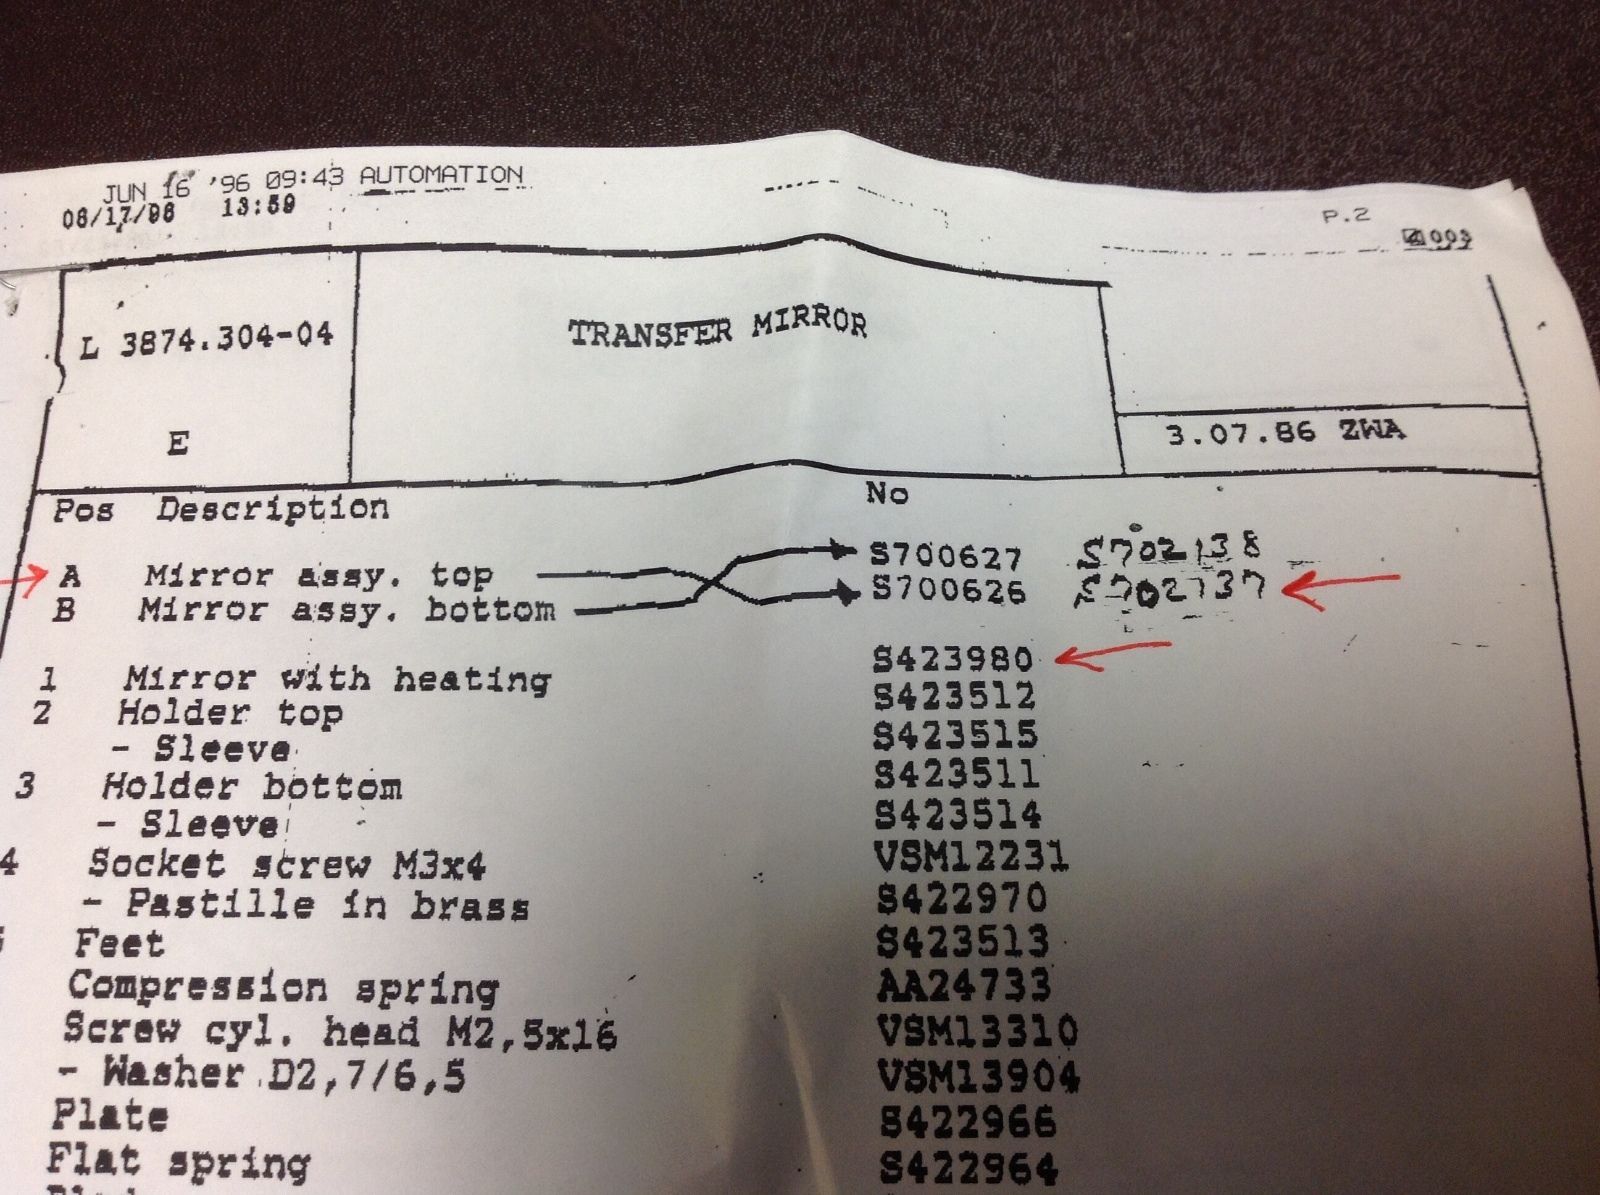 JUN 16 '96 09:43 AUTOMATION
P.2
06/17/96 13:59
003
L 3874.304-04
TRANSFER MIRROR
E
3.07.86 ZWA
Pos Description No
A Mirror assy. top S700627 S702138
B Mirror assy. bottom S700626 S702137
1 Mirror with heating S423980
2 Holder top S423512
- Sleeve S423515
3 Holder bottom S423511
- Sleeve S423514
4 Socket screw M3x4 VSM12231
- Pastille in brass S422970
Feet S423513
Compression spring AA24733
Screw cyl. head M2,5x16 VSM13310
- Washer D2,7/6,5 VSM13904
Plate S422966
Flat spring S422964